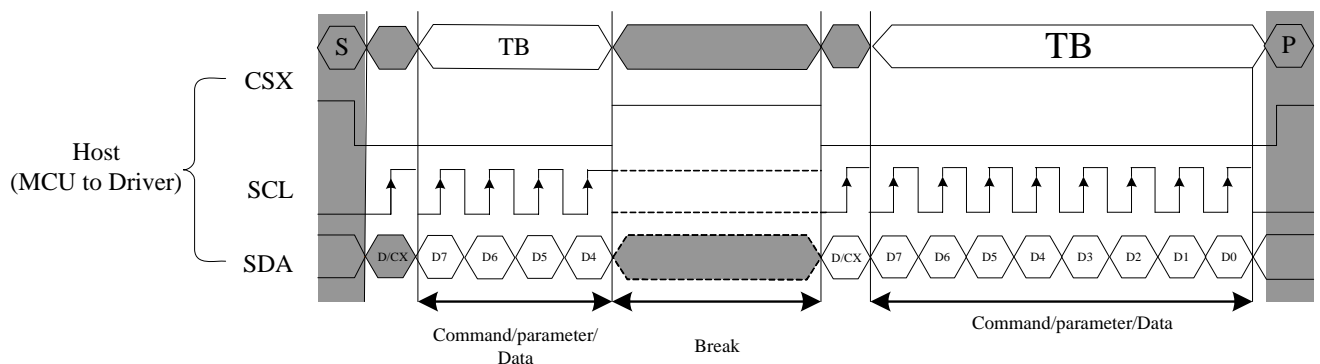 S TB TB P
CSX
Host
(MCU to Driver)
SCL
SDA
D/CX D7 D6 D5 D4 D/CX D7 D6 D5 D4 D3 D2 D1 D0
Command/parameter/
Data
Break
Command/parameter/Data